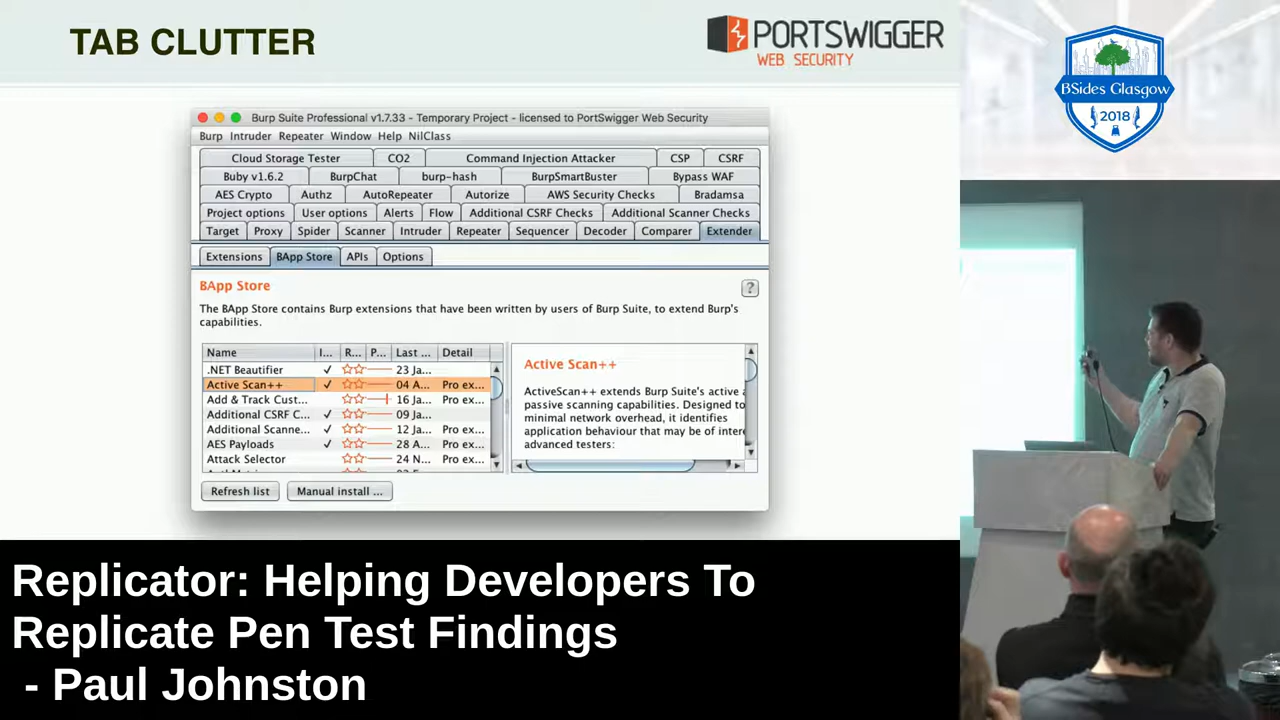 TAB CLUTTER
PORTSWIGGER
WEB SECURITY
BSides Glasgow
2018
Burp Suite Professional v1.7.33 - Temporary Project - licensed to PortSwigger Web Security
Burp Intruder Repeater Window Help NilClass
Cloud Storage Tester CO2 Command Injection Attacker CSP CSRF
Buby v1.6.2 BurpChat burp-hash BurpSmartBuster Bypass WAF
AES Crypto Authz AutoRepeater Autorize AWS Security Checks Bradamsa
Project options User options Alerts Flow Additional CSRF Checks Additional Scanner Checks
Target Proxy Spider Scanner Intruder Repeater Sequencer Decoder Comparer Extender
Extensions BApp Store APIs Options
BApp Store
?
The BApp Store contains Burp extensions that have been written by users of Burp Suite, to extend Burp's
capabilities.
Name I... R... P... Last ... Detail
.NET Beautifier ✓ 23 Ja...
Active Scan++ ✓ 04 A... Pro ex...
Add & Track Cust... 16 Ja... Pro ex...
Additional CSRF C... ✓ 09 Ja...
Additional Scanne... ✓ 12 Ja... Pro ex...
AES Payloads ✓ 28 A... Pro ex...
Attack Selector 24 N... Pro ex...
Active Scan++
ActiveScan++ extends Burp Suite's active a
passive scanning capabilities. Designed to
minimal network overhead, it identifies
application behaviour that may be of inter
advanced testers:
Refresh list Manual install ...
Replicator: Helping Developers To
Replicate Pen Test Findings
- Paul Johnston